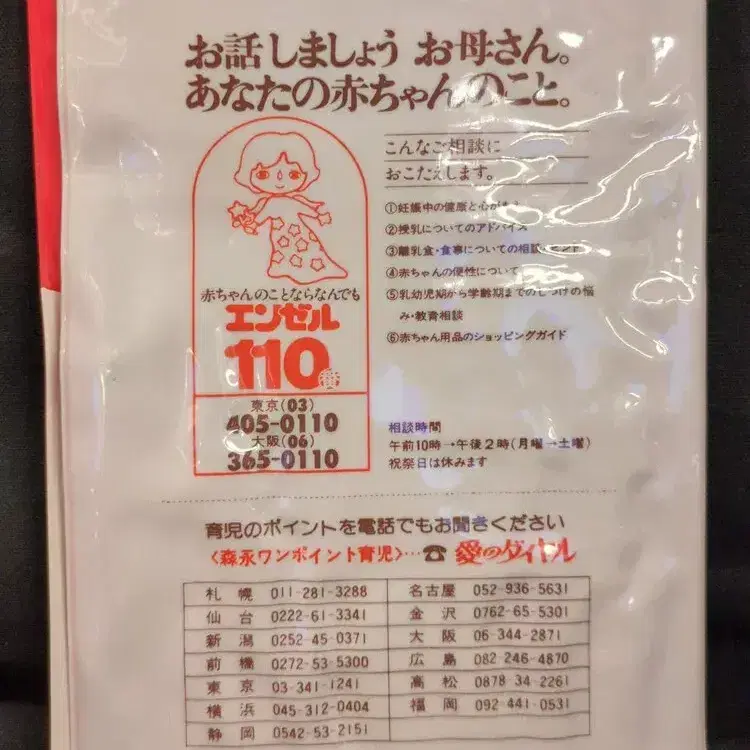 お話しましょう お母さん。
あなたの赤ちゃんのこと。
こんなご相談に
おこたえします。
①妊娠中の健康と心がまえ
②授乳についてのアドバイス
③離乳食・食事についての相談・ヒント
④赤ちゃんの便性について
⑤乳幼児期から学齢期までのしつけの悩
み・教育相談
⑥赤ちゃん用品のショッピングガイド
赤ちゃんのことならなんでも
エンゼル
110番
東京(03)
405-0110
大阪(06)
365-0110
相談時間
午前10時→午後2時(月曜→土曜)
祝祭日は休みます
育児のポイントを電話でもお聞きください
〈森永ワンポイント育児〉…☎ 愛のダイヤル
札幌 011-281-3288
仙台 0222-61-3341
新潟 0252-45-0371
前橋 0272-53-5300
東京 03-341-1241
横浜 045-312-0404
静岡 0542-53-2151
名古屋 052-936-5631
金沢 0762-65-5301
大阪 06-344-2871
広島 082-246-4870
高松 0878-34-2261
福岡 092-441-0531